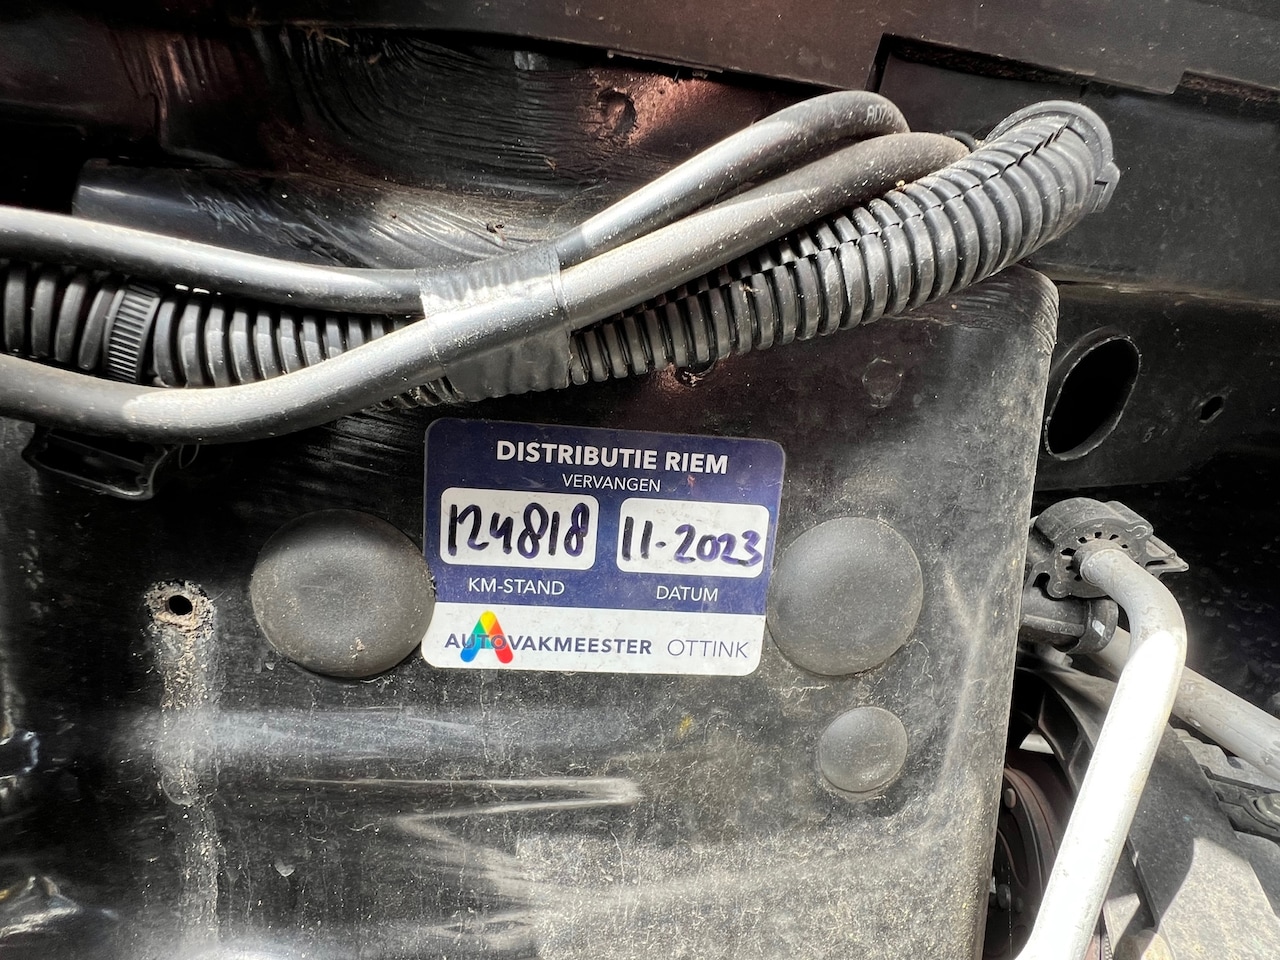 DISTRIBUTIE RIEM
VERVANGEN
124818 11-2023
KM-STAND DATUM
AUTOVAKMEESTER OTTINK